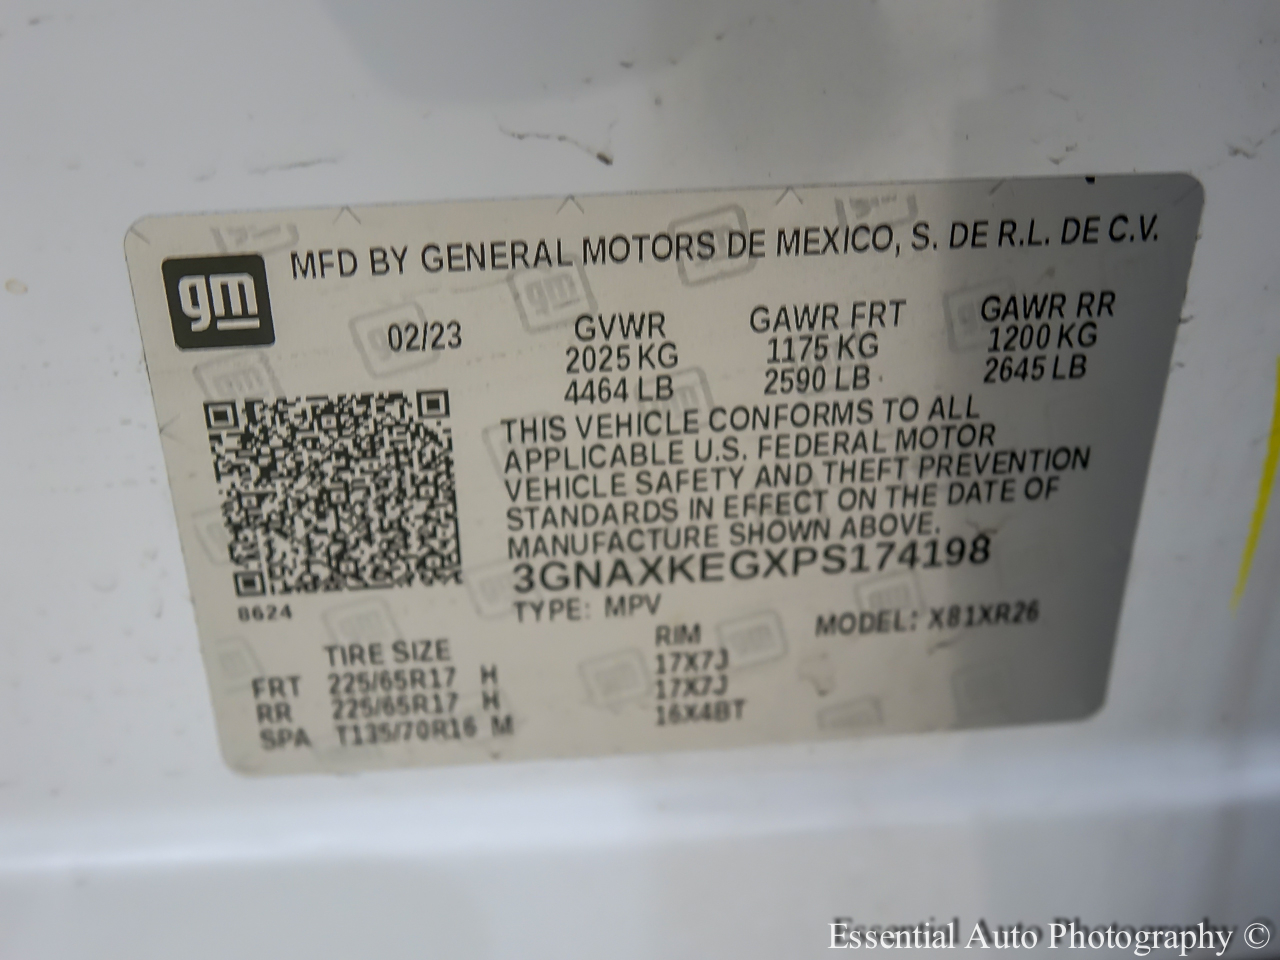 gm MFD BY GENERAL MOTORS DE MEXICO, S. DE R.L. DE C.V.
02/23 GVWR GAWR FRT GAWR RR
2025 KG 1175 KG 1200 KG
4464 LB 2590 LB 2645 LB
THIS VEHICLE CONFORMS TO ALL
APPLICABLE U.S. FEDERAL MOTOR
VEHICLE SAFETY AND THEFT PREVENTION
STANDARDS IN EFFECT ON THE DATE OF
MANUFACTURE SHOWN ABOVE.
3GNAXKEGXPS174198
8624 TYPE: MPV MODEL: X81XR26
TIRE SIZE RIM
FRT 225/65R17 H 17X7J
RR 225/65R17 H 17X7J
SPA T135/70R16 M 16X4BT
Essential Auto Photography ©